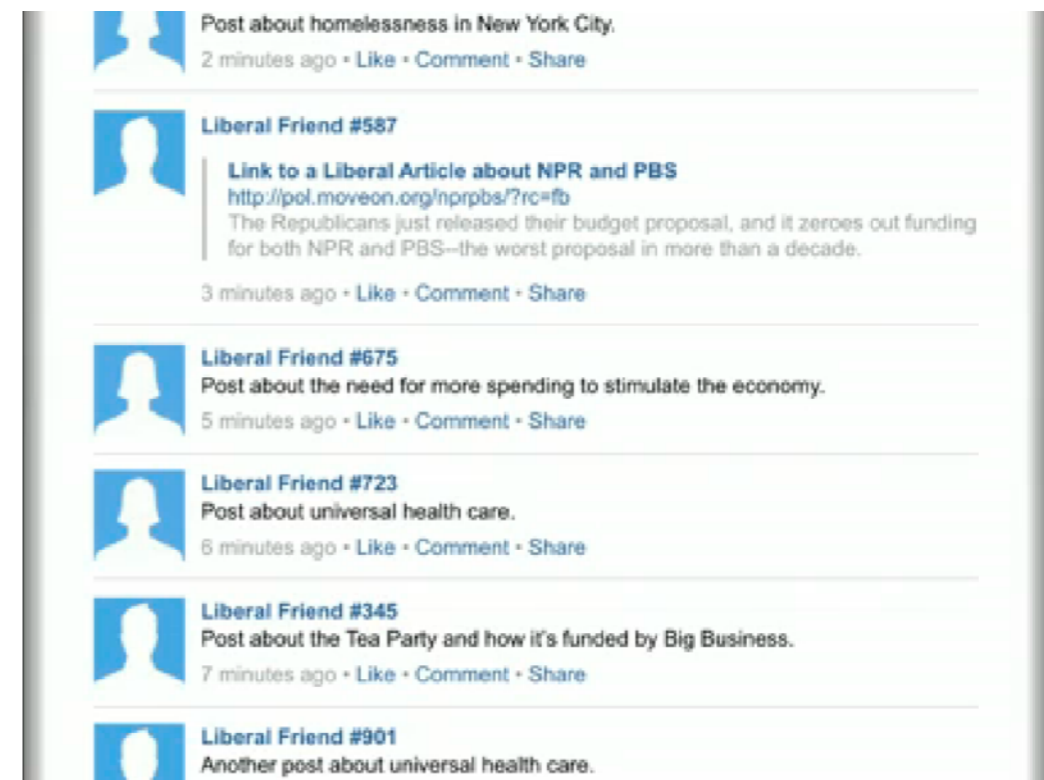 Post about homelessness in New York City.
2 minutes ago • Like • Comment • Share
Liberal Friend #587
Link to a Liberal Article about NPR and PBS
http://pol.moveon.org/nprpbs/?rc=fb
The Republicans just released their budget proposal, and it zeroes out funding
for both NPR and PBS--the worst proposal in more than a decade.
3 minutes ago • Like • Comment • Share
Liberal Friend #675
Post about the need for more spending to stimulate the economy.
5 minutes ago • Like • Comment • Share
Liberal Friend #723
Post about universal health care.
6 minutes ago • Like • Comment • Share
Liberal Friend #345
Post about the Tea Party and how it's funded by Big Business.
7 minutes ago • Like • Comment • Share
Liberal Friend #901
Another post about universal health care.